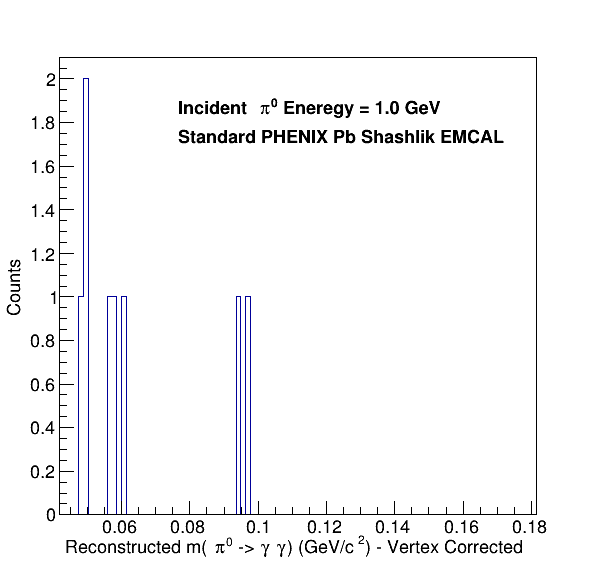 Incident π⁰ Eneregy = 1.0 GeV
Standard PHENIX Pb Shashlik EMCAL
Counts
2
1.8
1.6
1.4
1.2
1
0.8
0.6
0.4
0.2
0
0.06 0.08 0.1 0.12 0.14 0.16 0.18
Reconstructed m( π⁰ -> γ γ) (GeV/c²) - Vertex Corrected